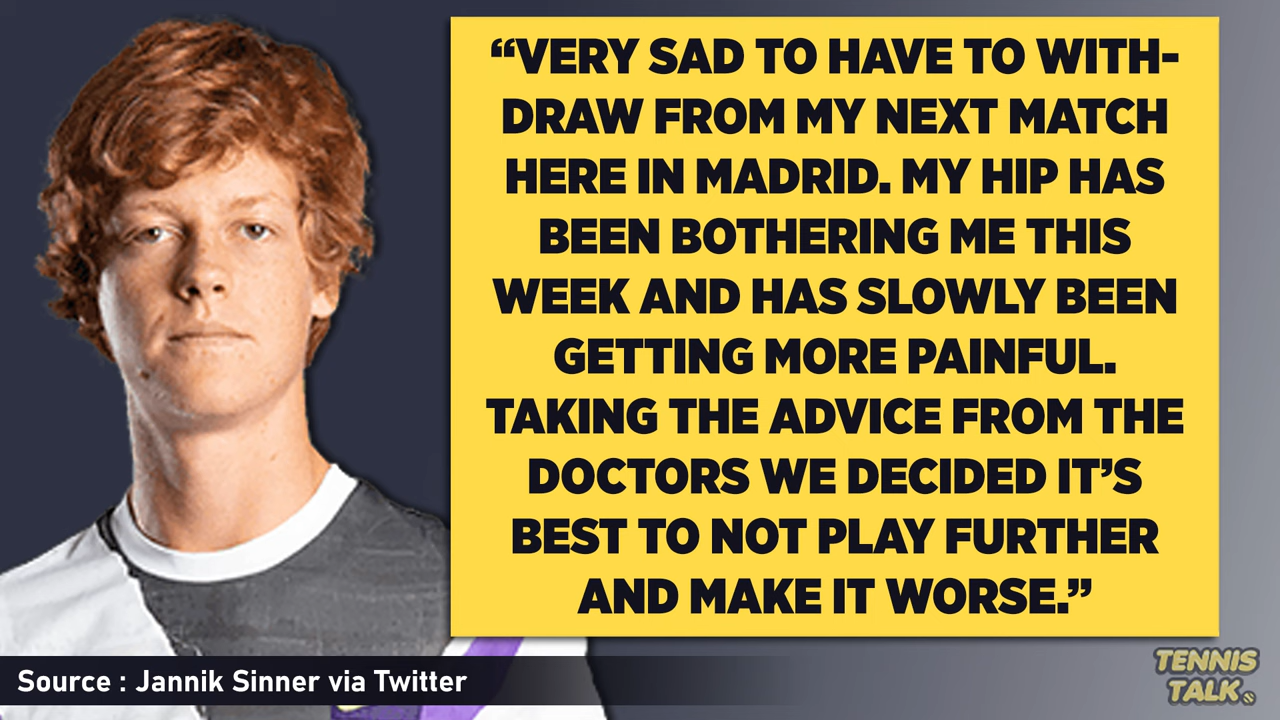 “VERY SAD TO HAVE TO WITH-
DRAW FROM MY NEXT MATCH
HERE IN MADRID. MY HIP HAS
BEEN BOTHERING ME THIS
WEEK AND HAS SLOWLY BEEN
GETTING MORE PAINFUL.
TAKING THE ADVICE FROM THE
DOCTORS WE DECIDED IT’S
BEST TO NOT PLAY FURTHER
AND MAKE IT WORSE.”
Source : Jannik Sinner via Twitter
TENNIS
TALK